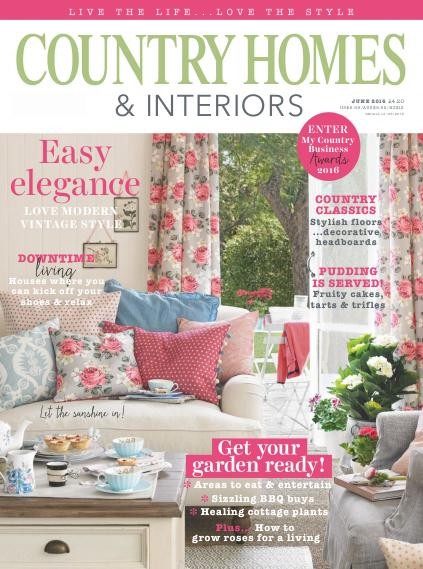 LIVE THE LIFE...LOVE THE STYLE
COUNTRY HOMES
& INTERIORS
JUNE 2016 £4.20
ENTER
My Country
Business
Awards
2016
Easy
elegance
LOVE MODERN
VINTAGE STYLE
DOWNTIME
living
Houses where you
can kick off your
shoes & relax
COUNTRY
CLASSICS
Stylish floors
...decorative
headboards
PUDDING
IS SERVED!
Fruity cakes,
tarts & trifles
Let the sunshine in!
Get your
garden ready!
* Areas to eat & entertain
* Sizzling BBQ buys
* Healing cottage plants
Plus... How to
grow roses for a living